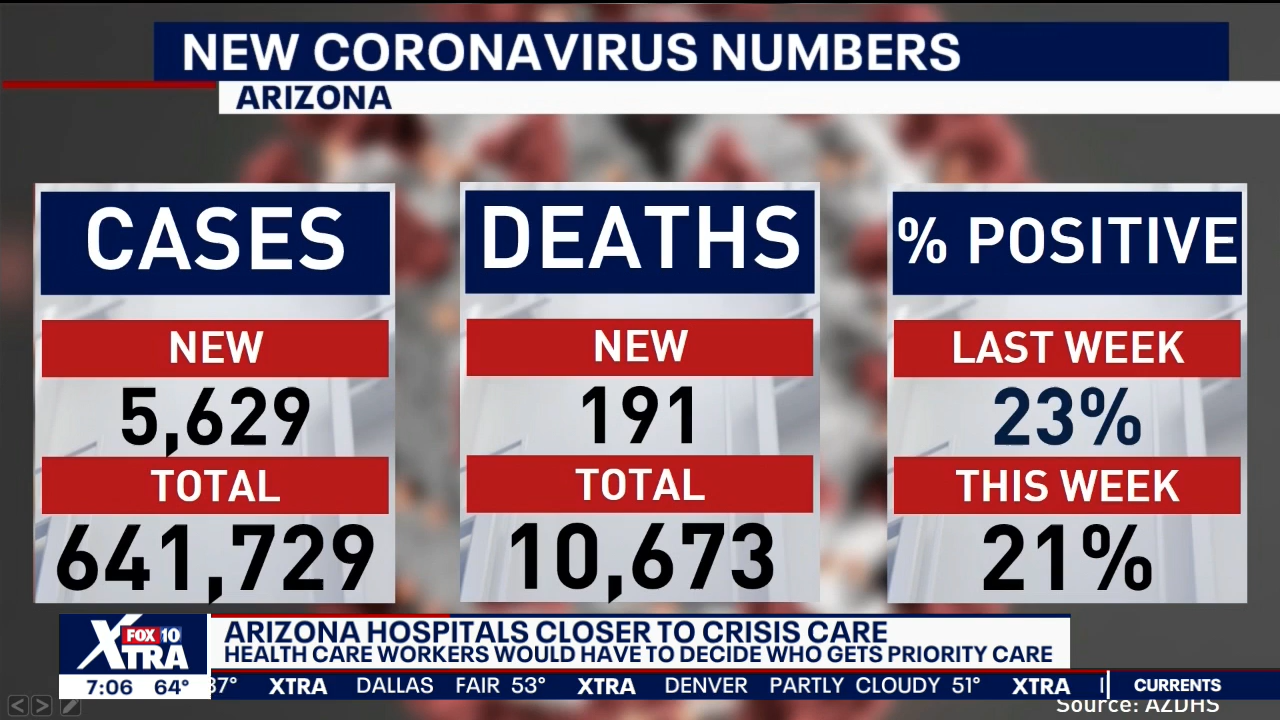 NEW CORONAVIRUS NUMBERS
ARIZONA
CASES
NEW
5,629
TOTAL
641,729
DEATHS
NEW
191
TOTAL
10,673
% POSITIVE
LAST WEEK
23%
THIS WEEK
21%
FOX 10
XTRA
ARIZONA HOSPITALS CLOSER TO CRISIS CARE
HEALTH CARE WORKERS WOULD HAVE TO DECIDE WHO GETS PRIORITY CARE
7:06 64° 37° XTRA DALLAS FAIR 53° XTRA DENVER PARTLY CLOUDY 51° XTRA CURRENTS
Source: AZDHS